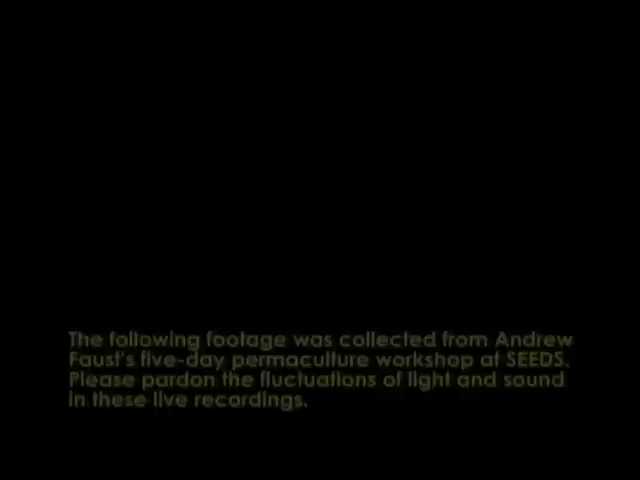 The following footage was collected from Andrew
Faust's five-day permaculture workshop at SEEDS.
Please pardon the fluctuations of light and sound
in these live recordings.